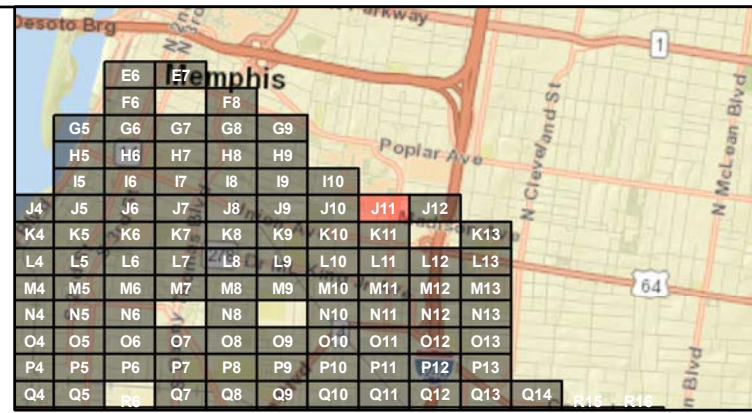 Desoto Brg
N 2nd
N 3rd
Parkway
1
Memphis
E6 E7
F6 F8
N Cleveland St
N McLean Blvd
G5 G6 G7 G8 G9
Poplar Ave
H5 H6 H7 H8 H9
I5 I6 I7 I8 I9 I10
J4 J5 J6 J7 J8 J9 J10 J11 J12
Madison Ave
K4 K5 K6 K7 K8 K9 K10 K11 K13
L4 L5 L6 L7 L8 L9 L10 L11 L12 L13
64
M4 M5 M6 M7 M8 M9 M10 M11 M12 M13
N4 N5 N6 N8 N10 N11 N12 N13
O4 O5 O6 O7 O8 O9 O10 O11 O12 O13
P4 P5 P6 P7 P8 P9 P10 P11 P12 P13
n Blvd
Q4 Q5 R6 Q7 Q8 Q9 Q10 Q11 Q12 Q13 Q14 R15 R16